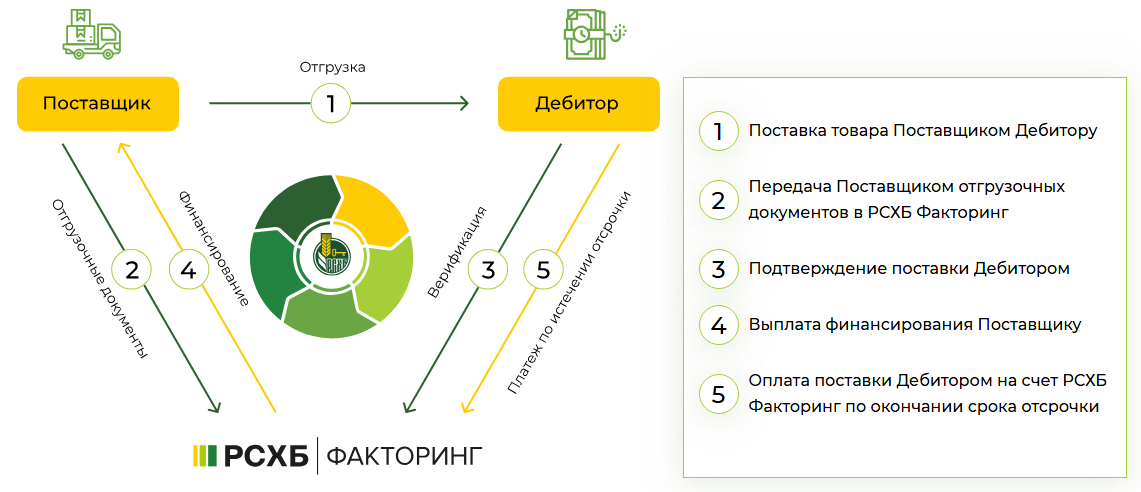 Отгрузка
1
Поставщик
Дебитор
Отгрузочные документы
2
4
Финансирование
Верификация
3
5
Платеж по истечении отсрочки
РСХБ ФАКТОРИНГ
1 Поставка товара Поставщиком Дебитору
2 Передача Поставщиком отгрузочных
документов в РСХБ Факторинг
3 Подтверждение поставки Дебитором
4 Выплата финансирования Поставщику
5 Оплата поставки Дебитором на счет РСХБ
Факторинг по окончании срока отсрочки